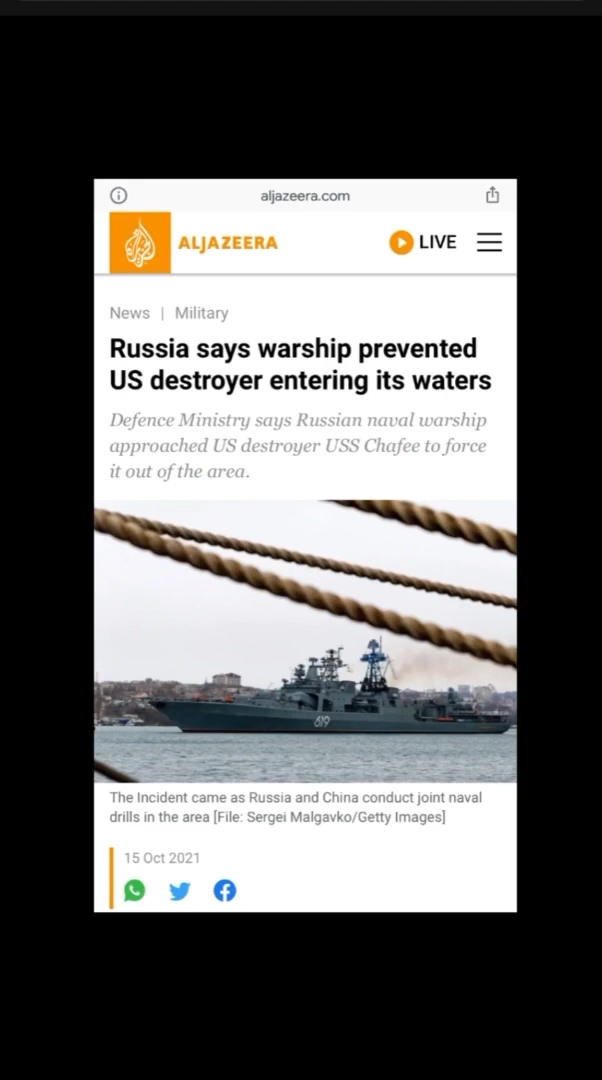 aljazeera.com
ALJAZEERA
LIVE
News | Military
Russia says warship prevented
US destroyer entering its waters
Defence Ministry says Russian naval warship
approached US destroyer USS Chafee to force
it out of the area.
619
The Incident came as Russia and China conduct joint naval
drills in the area [File: Sergei Malgavko/Getty Images]
15 Oct 2021